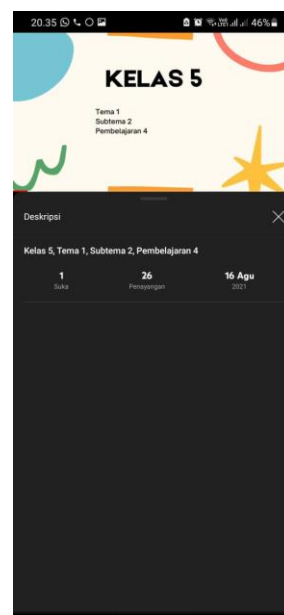 20.35
46%
KELAS 5
Tema 1
Subtema 2
Pembelajaran 4
Deskripsi
Kelas 5, Tema 1, Subtema 2, Pembelajaran 4
1 26 16 Agu
Suka Penayangan 2021